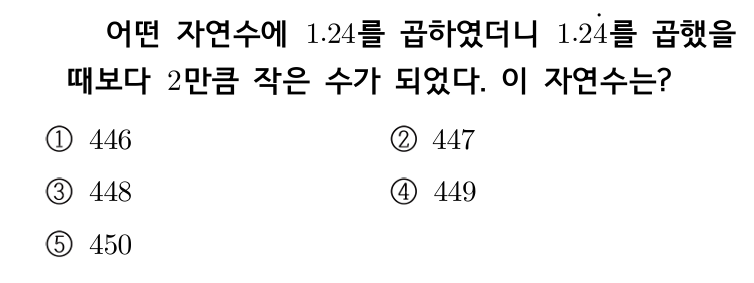 어떤 자연수에 1.24를 곱하였더니 1.24̇를 곱했을
때보다 2만큼 작은 수가 되었다. 이 자연수는?
① 446 ② 447
③ 448 ④ 449
⑤ 450